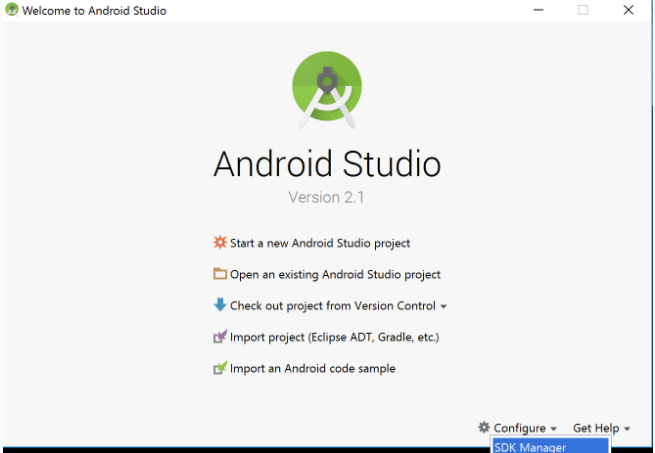 Welcome to Android Studio
Android Studio
Version 2.1
Start a new Android Studio project
Open an existing Android Studio project
Check out project from Version Control
Import project (Eclipse ADT, Gradle, etc.)
Import an Android code sample
Configure Get Help
SDK Manager